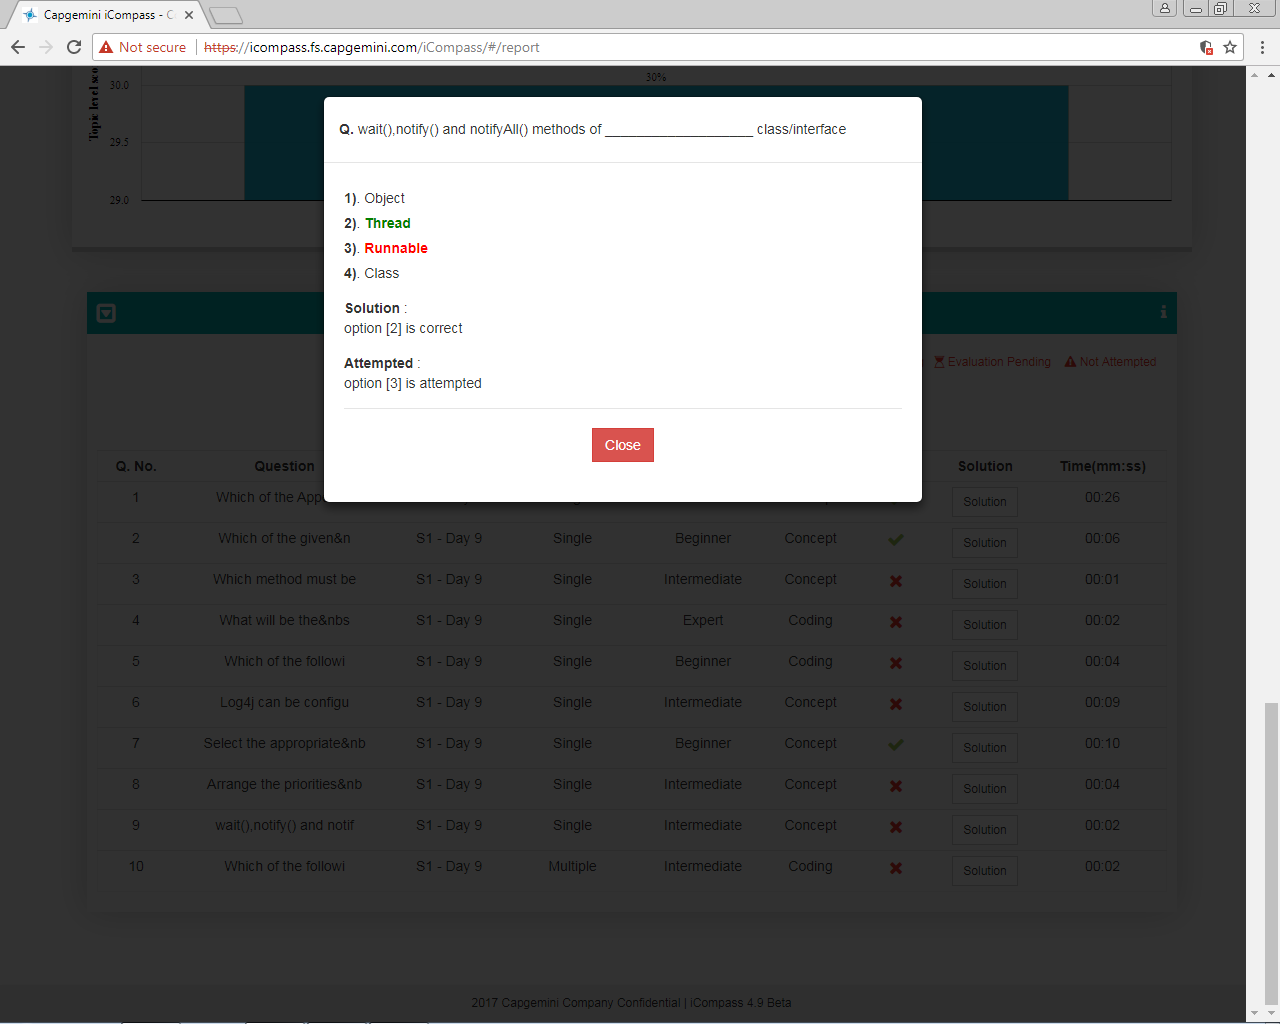 Capgemini iCompass - C
Not secure | https://icompass.fs.capgemini.com/iCompass/#/report
30%
Topic level sco
30.0
29.5
29.0
Q. wait(),notify() and notifyAll() methods of ___________________ class/interface
1). Object
2). Thread
3). Runnable
4). Class
Solution :
option [2] is correct
Attempted :
option [3] is attempted
Close
Evaluation Pending Not Attempted
Q. No. Question Solution Time(mm:ss)
1 Which of the App Solution 00:26
2 Which of the given&n S1 - Day 9 Single Beginner Concept Solution 00:06
3 Which method must be S1 - Day 9 Single Intermediate Concept Solution 00:01
4 What will be the&nbs S1 - Day 9 Single Expert Coding Solution 00:02
5 Which of the followi S1 - Day 9 Single Beginner Coding Solution 00:04
6 Log4j can be configu S1 - Day 9 Single Intermediate Concept Solution 00:09
7 Select the appropriate&nb S1 - Day 9 Single Beginner Concept Solution 00:10
8 Arrange the priorities&nb S1 - Day 9 Single Intermediate Concept Solution 00:04
9 wait(),notify() and notif S1 - Day 9 Single Intermediate Concept Solution 00:02
10 Which of the followi S1 - Day 9 Multiple Intermediate Coding Solution 00:02
2017 Capgemini Company Confidential | iCompass 4.9 Beta